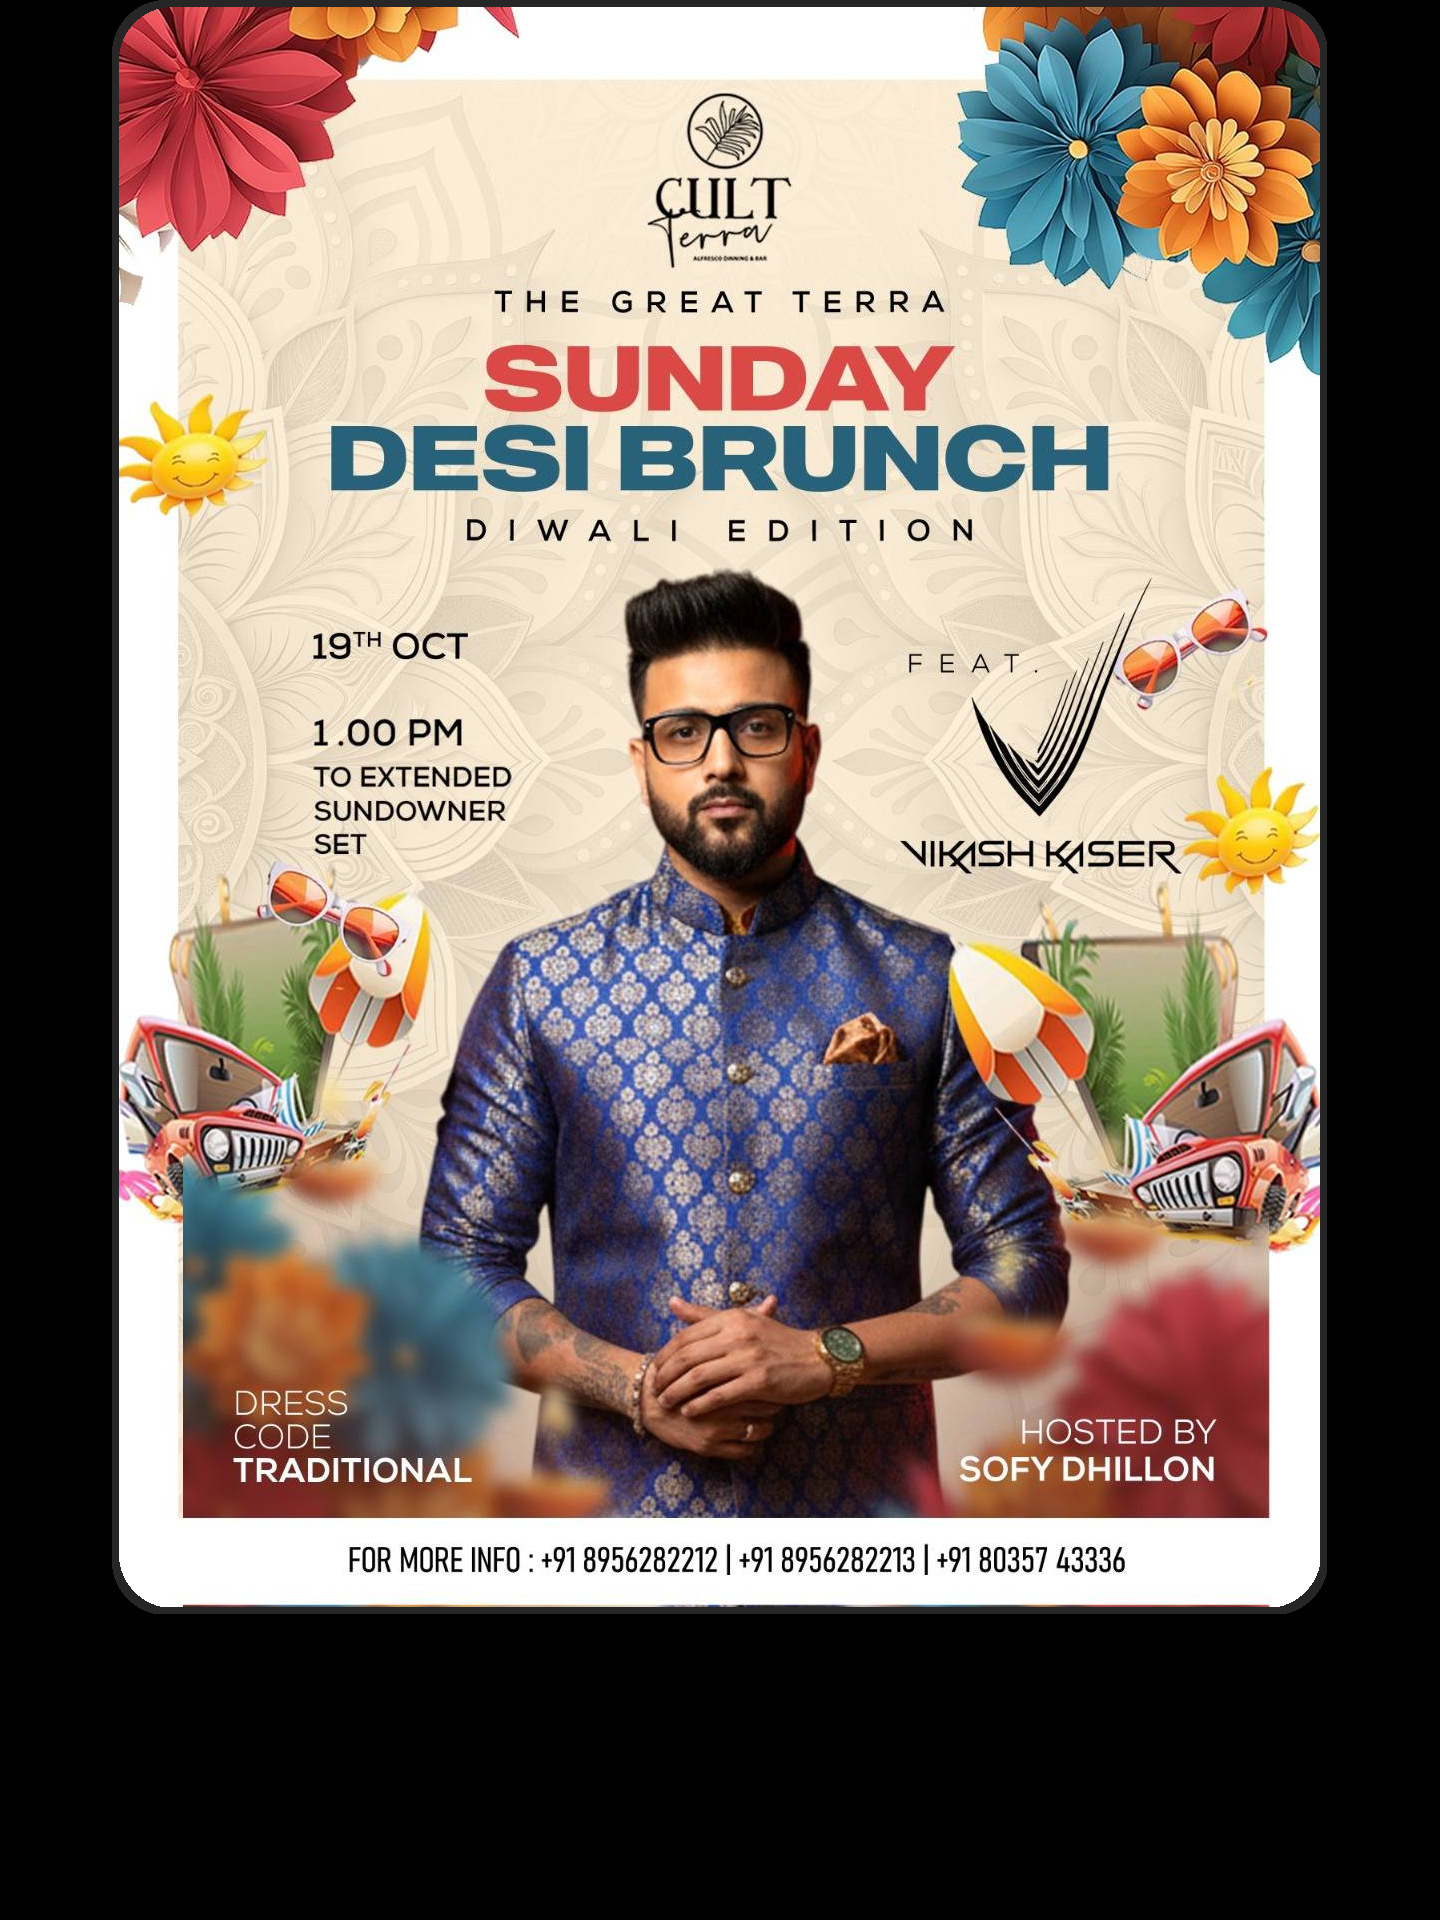 CULT
Terra
ALFRESCO DINNING & BAR
THE GREAT TERRA
SUNDAY
DESI BRUNCH
DIWALI EDITION
19TH OCT
1.00 PM
TO EXTENDED
SUNDOWNER
SET
FEAT.
VIKASH KASER
DRESS
CODE
TRADITIONAL
HOSTED BY
SOFY DHILLON
FOR MORE INFO : +91 8956282212 | +91 8956282213 | +91 80357 43336